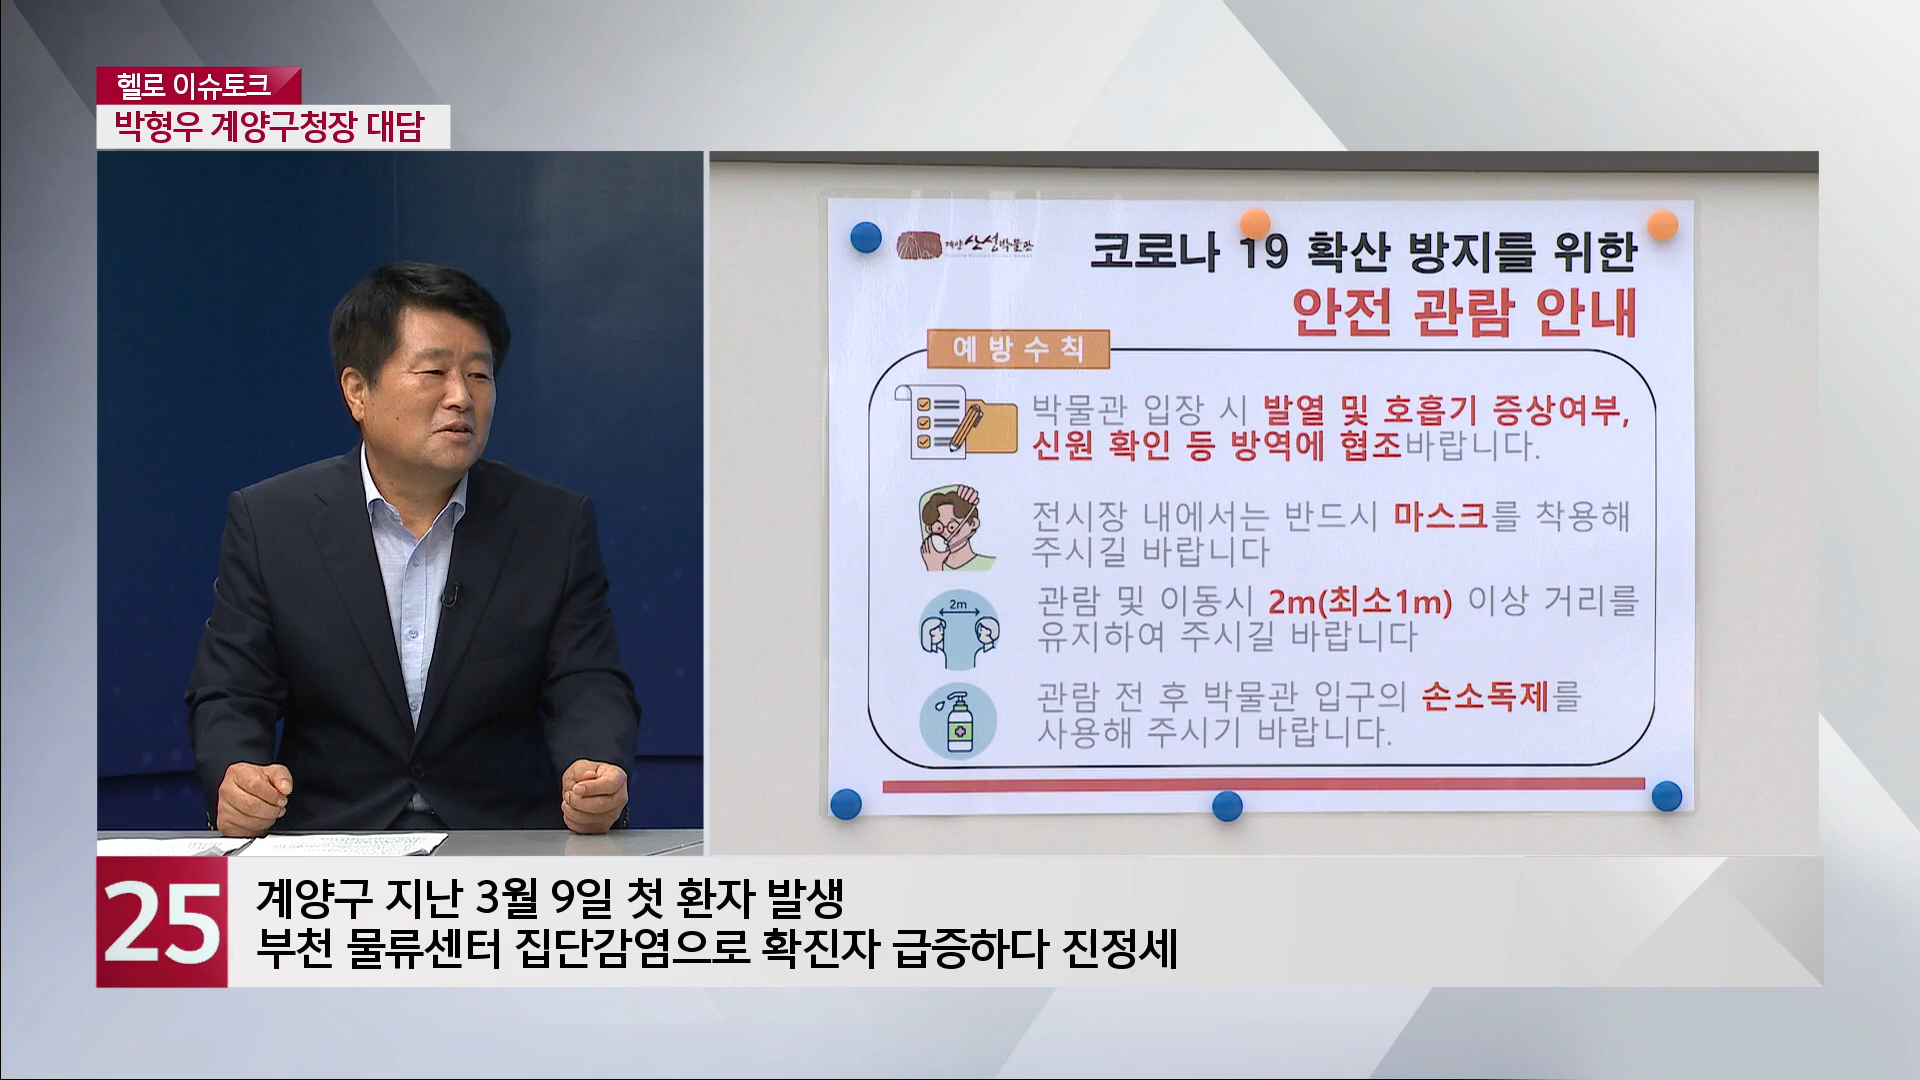 헬로 이슈토크
박형우 계양구청장 대담
계양산성박물관
코로나 19 확산 방지를 위한
안전 관람 안내
예방수칙
박물관 입장 시 발열 및 호흡기 증상여부,
신원 확인 등 방역에 협조바랍니다.
전시장 내에서는 반드시 마스크를 착용해
주시길 바랍니다
2m
관람 및 이동시 2m(최소1m) 이상 거리를
유지하여 주시길 바랍니다
관람 전 후 박물관 입구의 손소독제를
사용해 주시기 바랍니다.
25
계양구 지난 3월 9일 첫 환자 발생
부천 물류센터 집단감염으로 확진자 급증하다 진정세